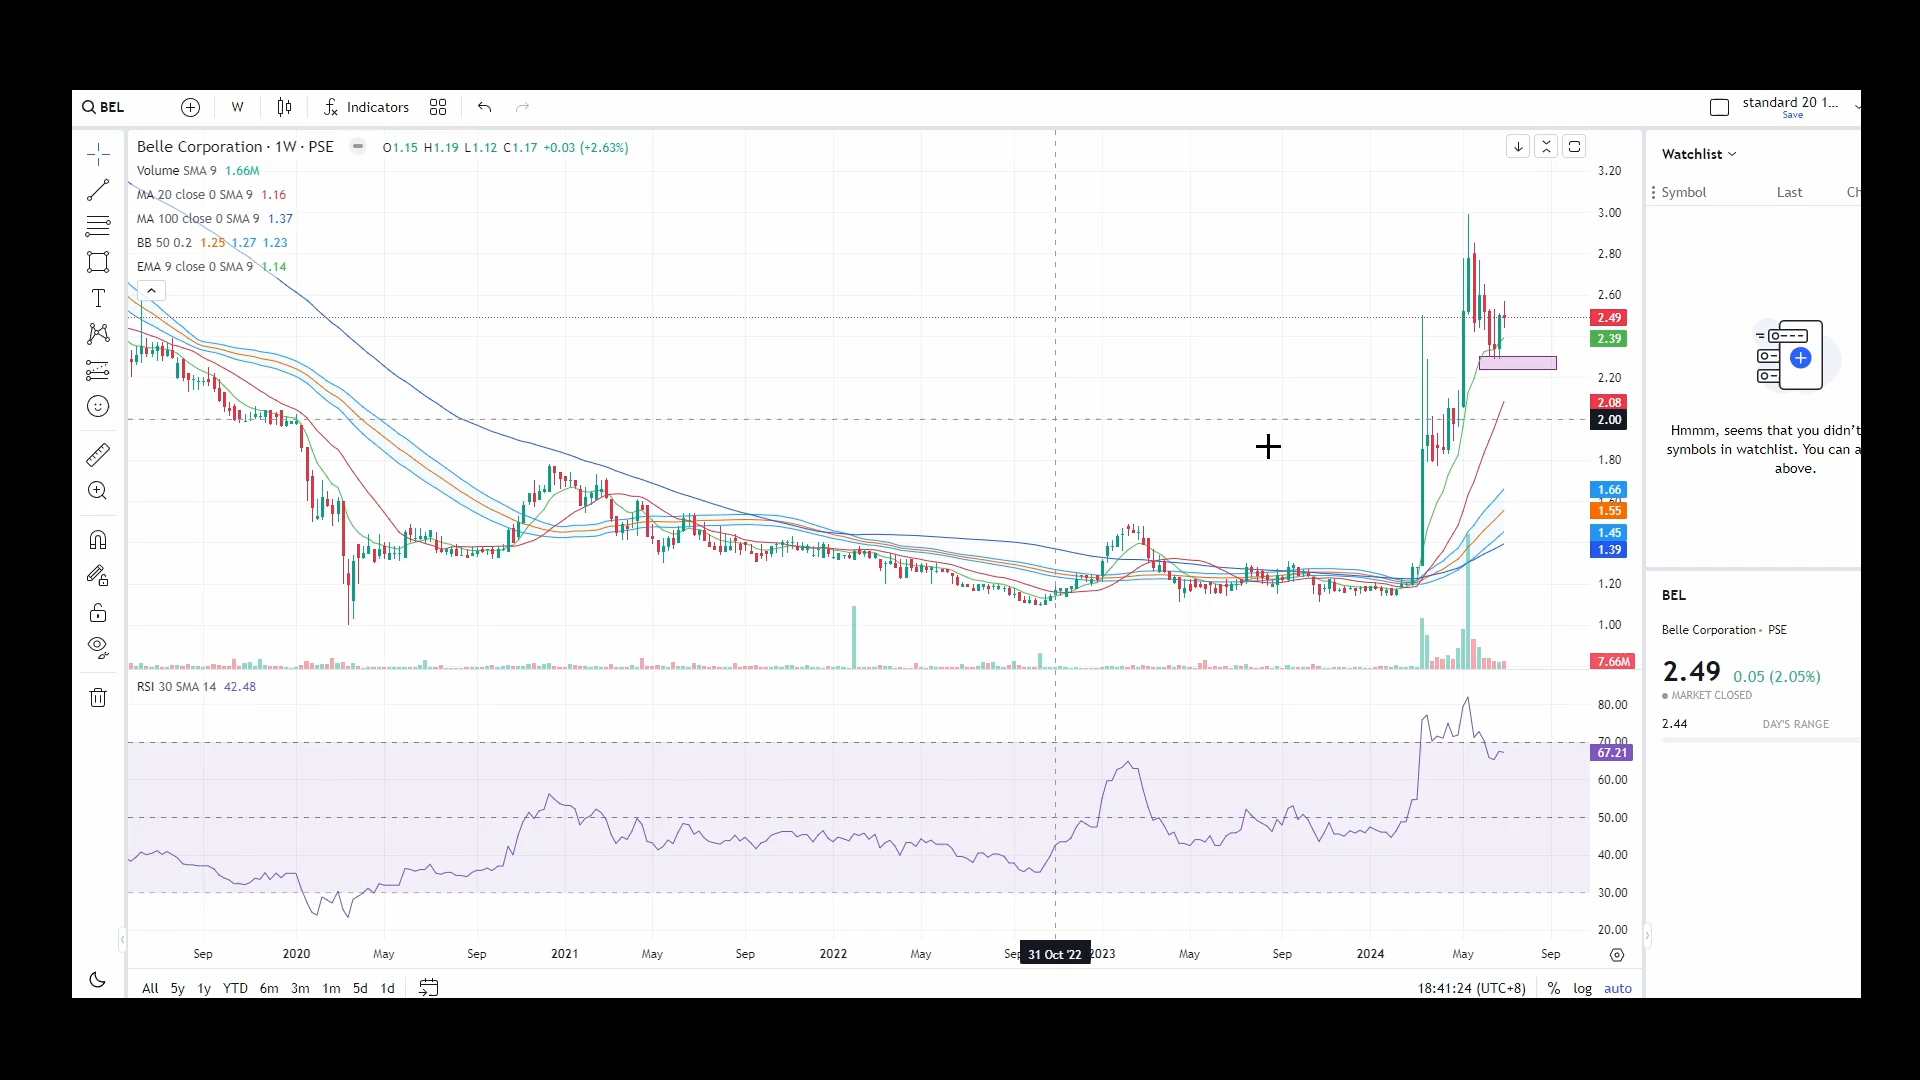 BEL
W
Indicators
standard 20 1...
Save
Belle Corporation · 1W · PSE
O1.15 H1.19 L1.12 C1.17 +0.03 (+2.63%)
Volume SMA 9 1.66M
MA 20 close 0 SMA 9 1.16
MA 100 close 0 SMA 9 1.37
BB 50 0.2 1.25 1.27 1.23
EMA 9 close 0 SMA 9 1.14
3.20
3.00
2.80
2.60
2.49
2.39
2.20
2.08
2.00
1.80
1.66
1.60
1.55
1.45
1.39
1.20
1.00
7.66M
RSI 30 SMA 14 42.48
80.00
70.00
67.21
60.00
50.00
40.00
30.00
20.00
Sep 2020 May Sep 2021 May Sep 2022 May Sep 31 Oct '22 2023 May Sep 2024 May Sep
All 5y 1y YTD 6m 3m 1m 5d 1d
18:41:24 (UTC+8) % log auto
Watchlist
Symbol Last Ch
Hmmm, seems that you didn't
symbols in watchlist. You can a
above.
BEL
Belle Corporation • PSE
2.49 0.05 (2.05%)
MARKET CLOSED
2.44 DAY'S RANGE